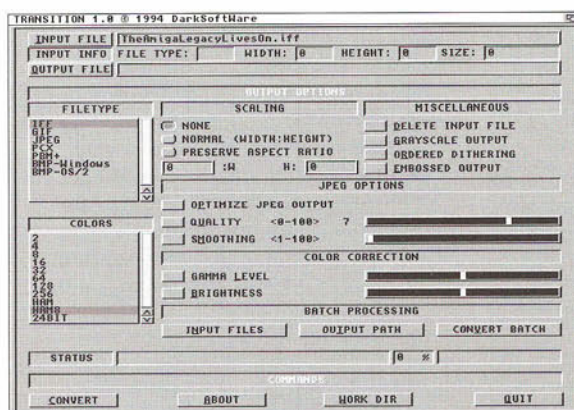 TRANSITION 1.0 © 1994 DarkSoftWare
INPUT FILE TheAmigaLegacyLivesOn.iff
INPUT INFO FILE TYPE: WIDTH: 0 HEIGHT: 0 SIZE: 0
OUTPUT FILE
OUTPUT OPTIONS
FILETYPE
IFF
GIF
JPEG
PCX
PBM+
BMP-Windows
BMP-OS/2
COLORS
2
4
8
16
32
64
128
256
HAM
HAM8
24BIT
SCALING
NONE
NORMAL (WIDTH:HEIGHT)
PRESERVE ASPECT RATIO
0 :W H: 0
MISCELLANEOUS
DELETE INPUT FILE
GRAYSCALE OUTPUT
ORDERED DITHERING
EMBOSSED OUTPUT
JPEG OPTIONS
OPTIMIZE JPEG OUTPUT
QUALITY <0-100> 7
SMOOTHING <1-100>
COLOR CORRECTION
GAMMA LEVEL
BRIGHTNESS
BATCH PROCESSING
INPUT FILES OUTPUT PATH CONVERT BATCH
STATUS 0 %
COMMANDS
CONVERT ABOUT WORK DIR QUIT